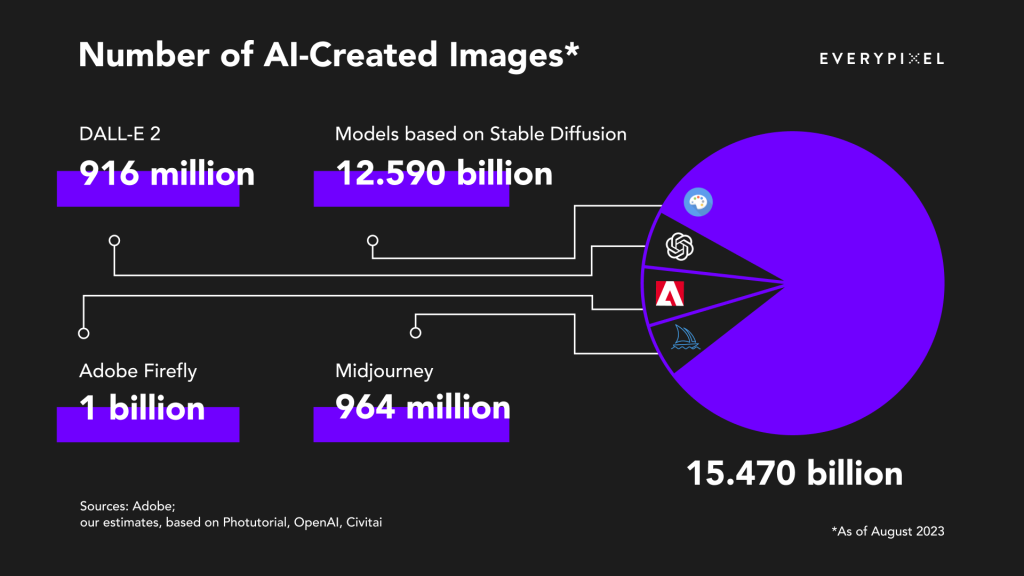 Number of AI-Created Images*
EVERYPIXEL
DALL-E 2
916 million
Models based on Stable Diffusion
12.590 billion
Adobe Firefly
1 billion
Midjourney
964 million
15.470 billion
Sources: Adobe;
our estimates, based on Photutorial, OpenAI, Civitai
*As of August 2023